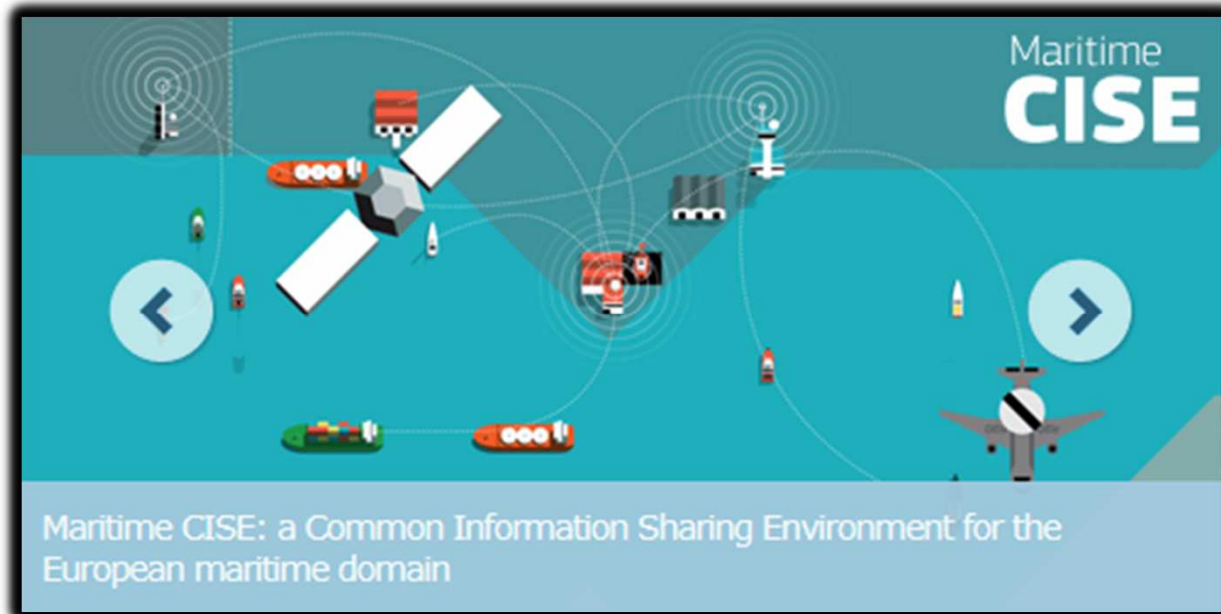 Maritime
CISE
Maritime CISE: a Common Information Sharing Environment for the
European maritime domain